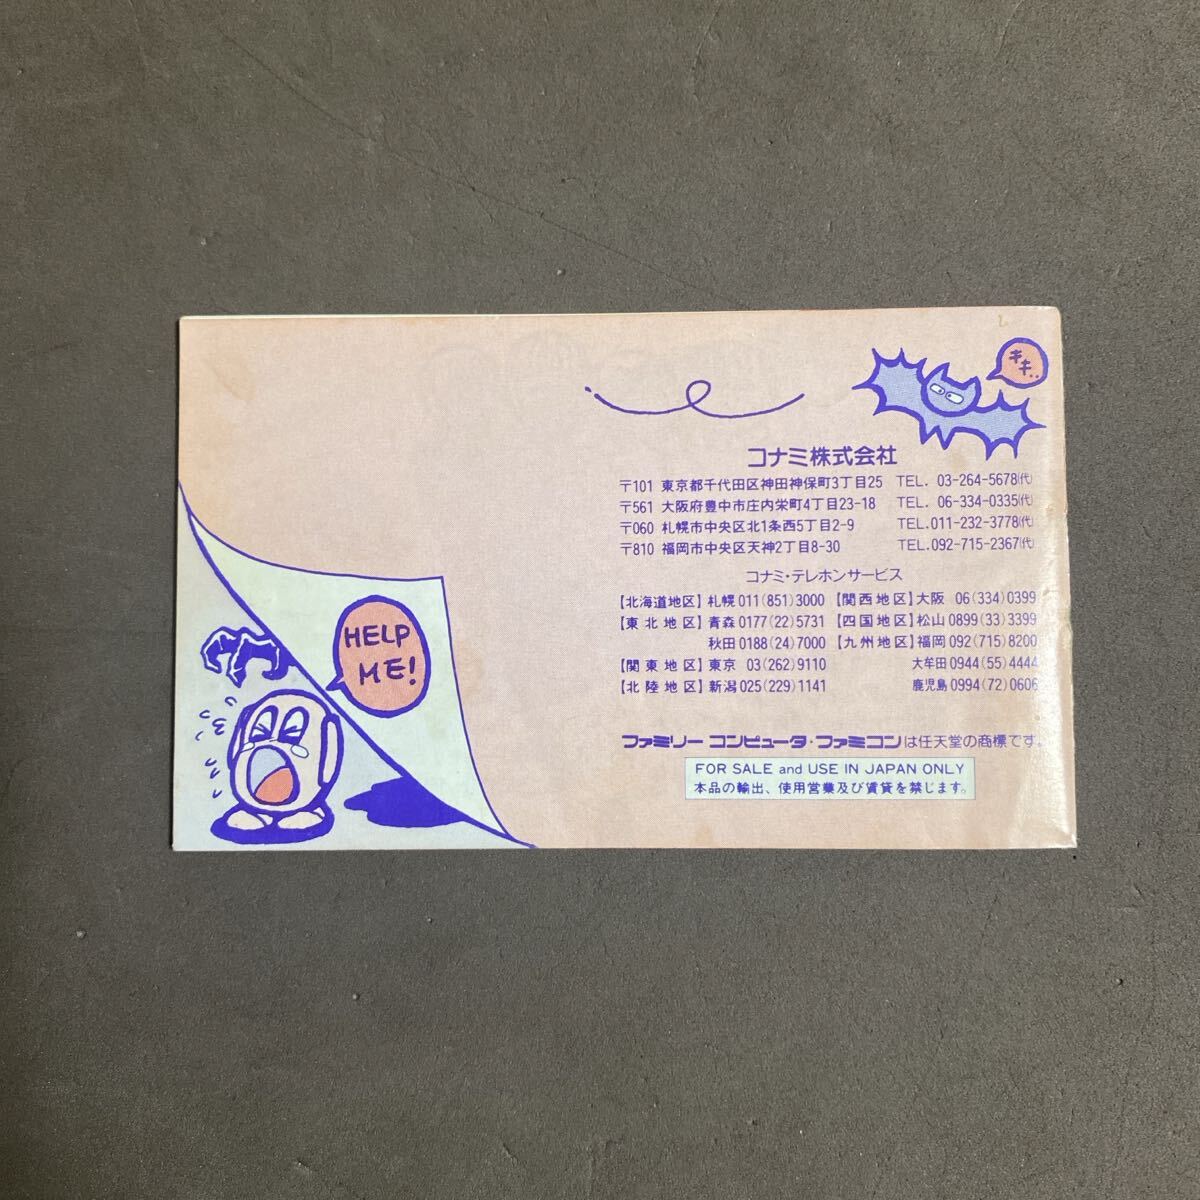 キキ..
コナミ株式会社
〒101 東京都千代田区神田神保町3丁目25 TEL. 03-264-5678(代)
〒561 大阪府豊中市庄内栄町4丁目23-18 TEL. 06-334-0335(代)
〒060 札幌市中央区北1条西5丁目2-9 TEL.011-232-3778(代)
〒810 福岡市中央区天神2丁目8-30 TEL.092-715-2367(代)
コナミ・テレホンサービス
【北海道地区】札幌 011(851)3000 【関西地区】大阪 06(334)0399
【東北地区】青森 0177(22)5731 【四国地区】松山 0899(33)3399
秋田 0188(24)7000 【九州地区】福岡 092(715)8200
【関東地区】東京 03(262)9110 大牟田 0944(55)4444
【北陸地区】新潟 025(229)1141 鹿児島 0994(72)0606
HELP
ME!
ファミリーコンピュータ・ファミコンは任天堂の商標です。
FOR SALE and USE IN JAPAN ONLY
本品の輸出、使用営業及び賃貸を禁じます。